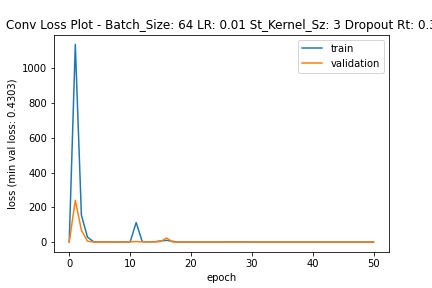 Conv Loss Plot - Batch_Size: 64 LR: 0.01 St_Kernel_Sz: 3 Dropout Rt: 0.3
train
validation
loss (min val loss: 0.4303)
1000
800
600
400
200
0
0 10 20 30 40 50
epoch